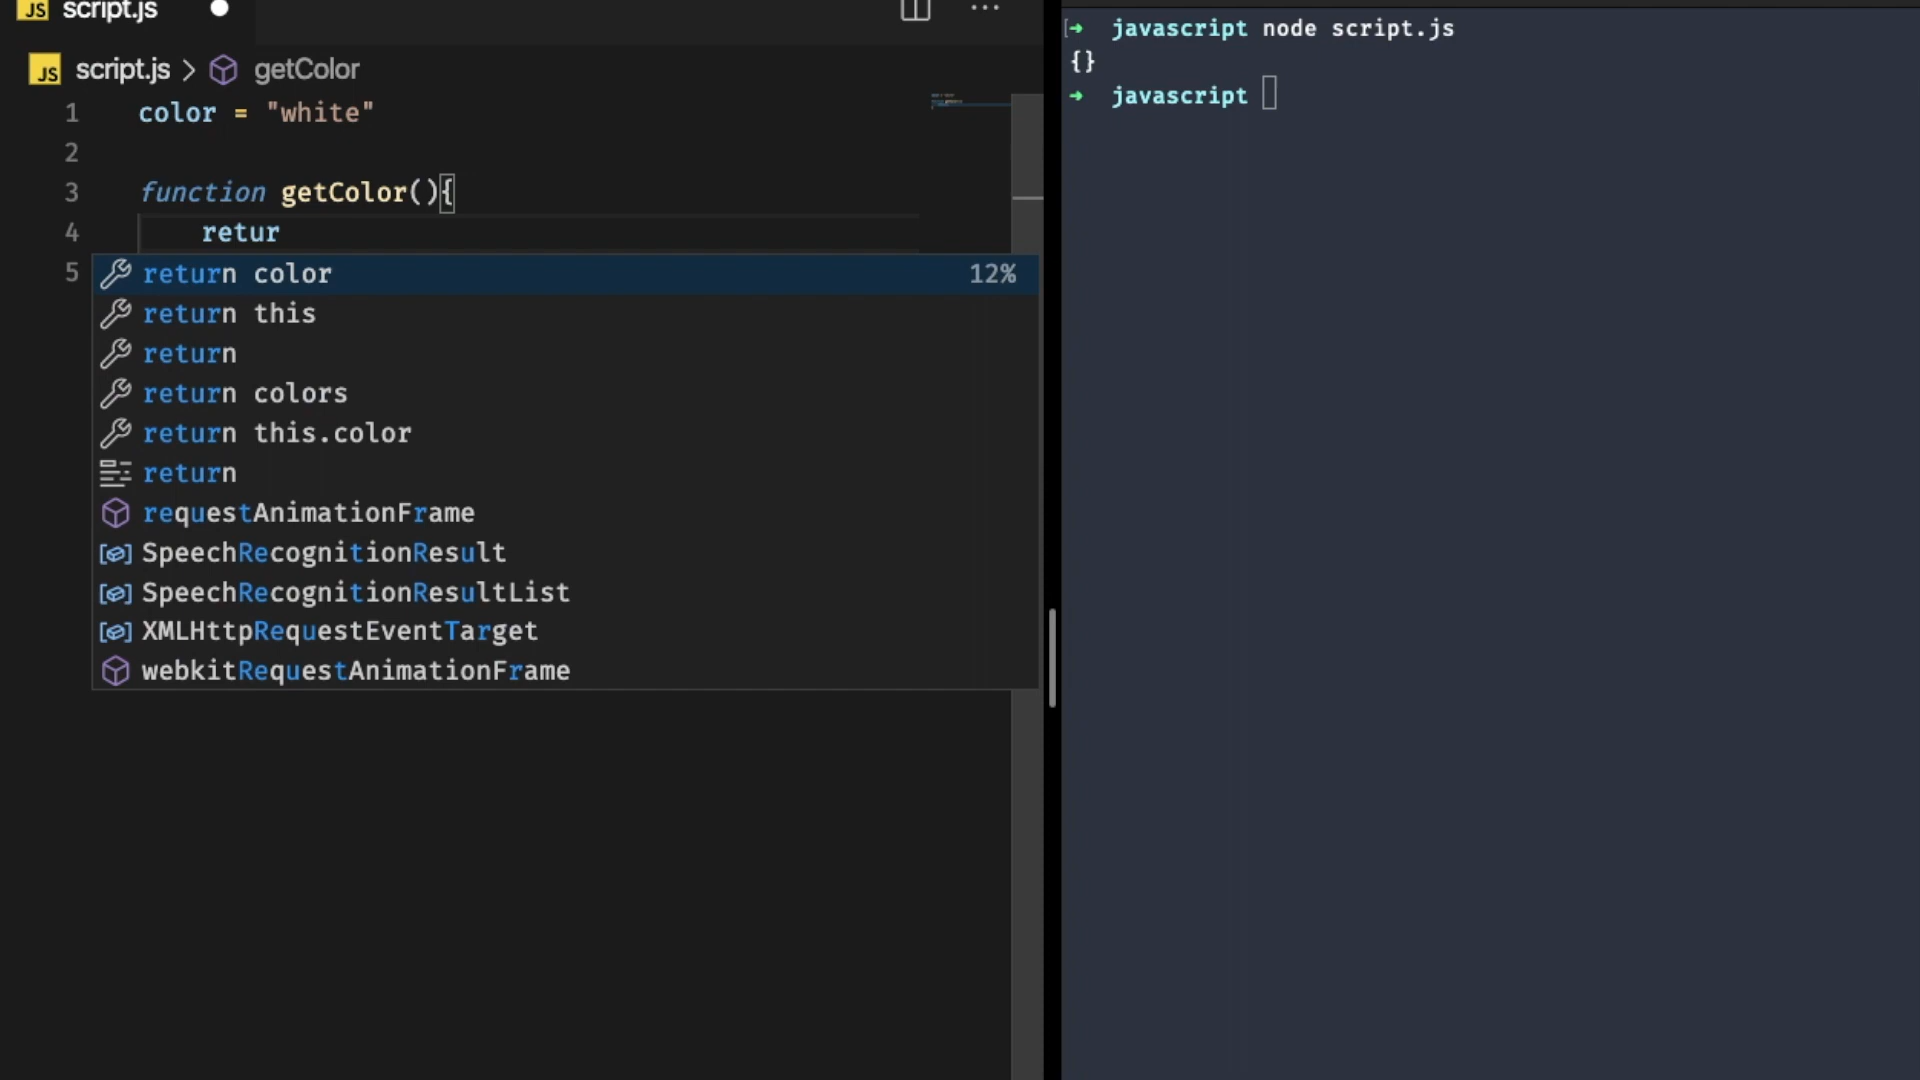 JS script.js
JS script.js > getColor
1 color = "white"
2
3 function getColor(){
4 retur
5
return color 12%
return this
return
return colors
return this.color
return
requestAnimationFrame
SpeechRecognitionResult
SpeechRecognitionResultList
XMLHttpRequestEventTarget
webkitRequestAnimationFrame
[➜ javascript node script.js
{}
➜ javascript